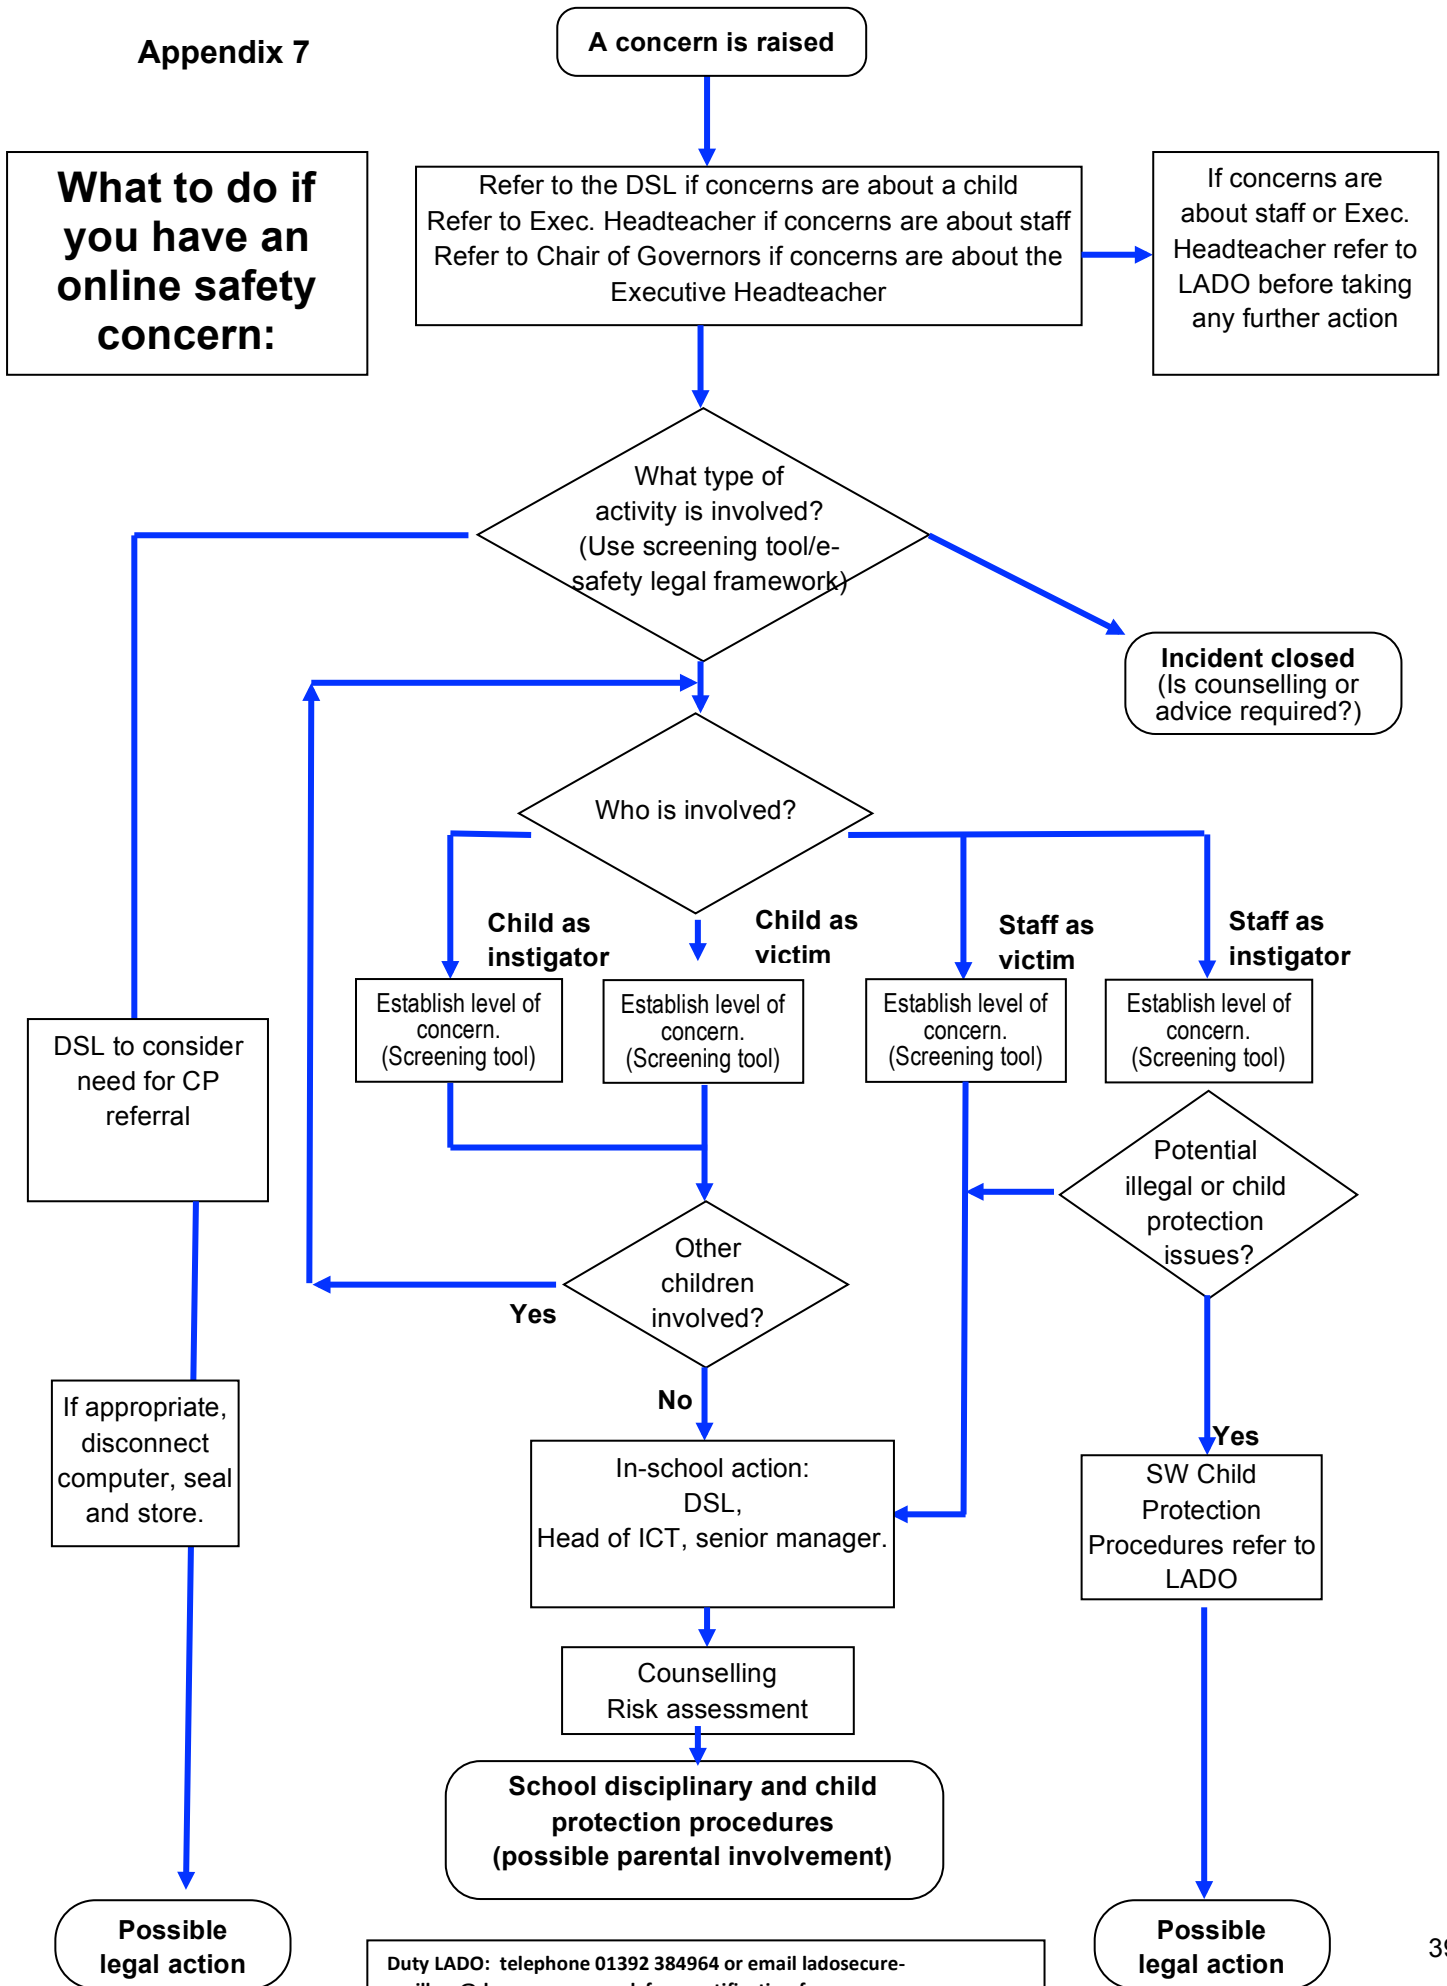 Appendix 7
A concern is raised
What to do if
you have an
online safety
concern:
Refer to the DSL if concerns are about a child
Refer to Exec. Headteacher if concerns are about staff
Refer to Chair of Governors if concerns are about the
Executive Headteacher
If concerns are
about staff or Exec.
Headteacher refer to
LADO before taking
any further action
What type of
activity is involved?
(Use screening tool/e-
safety legal framework)
Incident closed
(Is counselling or
advice required?)
Who is involved?
Child as
instigator
Child as
victim
Staff as
victim
Staff as
instigator
Establish level of
concern.
(Screening tool)
Establish level of
concern.
(Screening tool)
Establish level of
concern.
(Screening tool)
Establish level of
concern.
(Screening tool)
DSL to consider
need for CP
referral
Potential
illegal or child
protection
issues?
Other
children
involved?
Yes
No
Yes
If appropriate,
disconnect
computer, seal
and store.
In-school action:
DSL,
Head of ICT, senior manager.
SW Child
Protection
Procedures refer to
LADO
Counselling
Risk assessment
School disciplinary and child
protection procedures
(possible parental involvement)
Possible
legal action
Possible
legal action
Duty LADO: telephone 01392 384964 or email ladosecure-
39